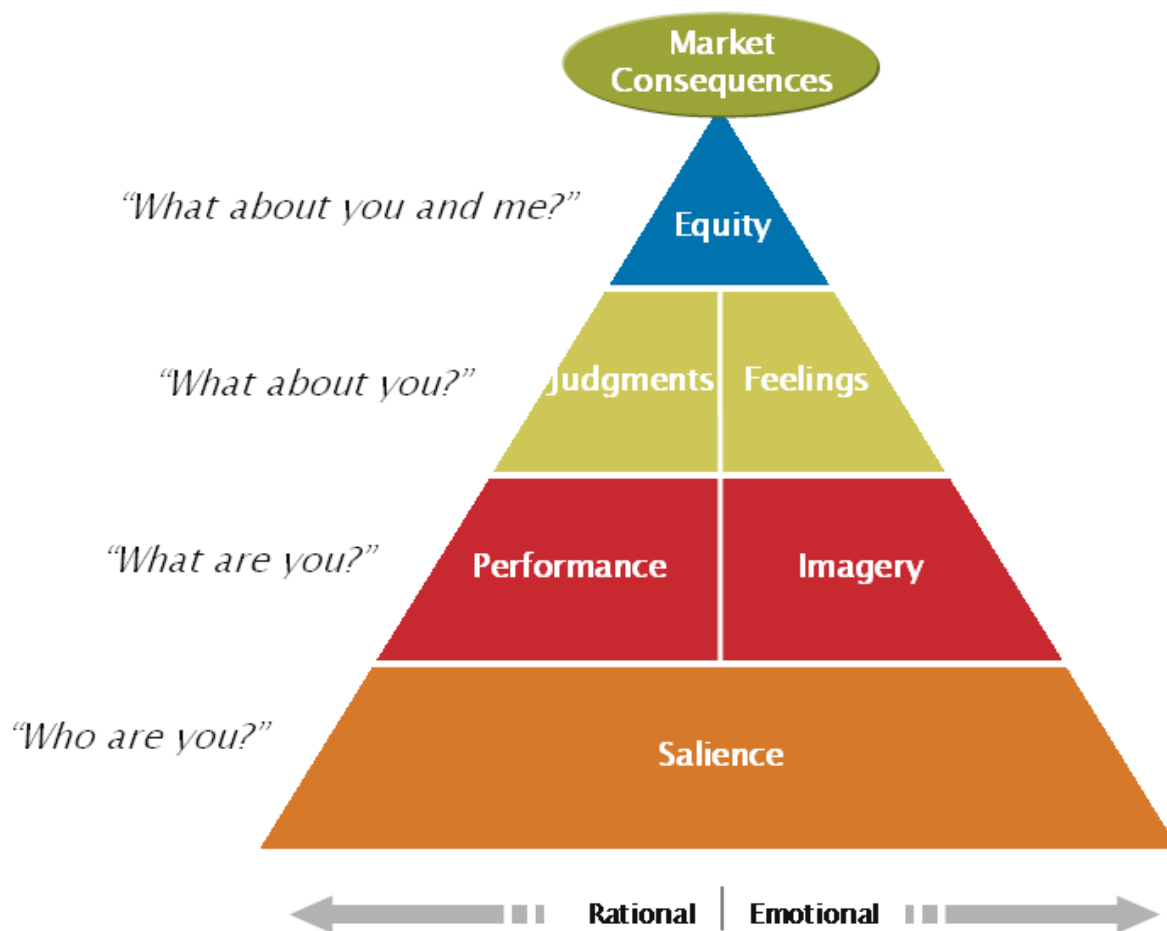 Market
Consequences
“What about you and me?”
Equity
“What about you?”
Judgments
Feelings
“What are you?”
Performance
Imagery
“Who are you?”
Salience
Rational
Emotional